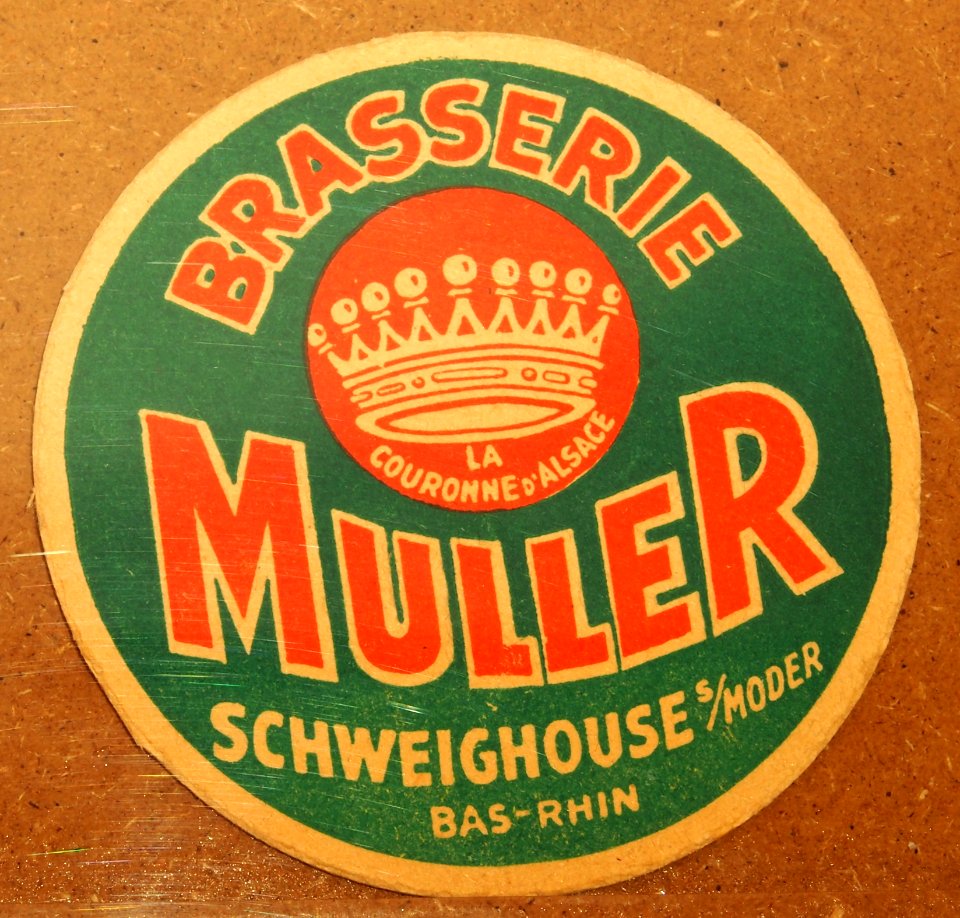 BRASSERIE
LA
COURONNE D'ALSACE
MULLER
SCHWEIGHOUSE S/MODER
BAS-RHIN